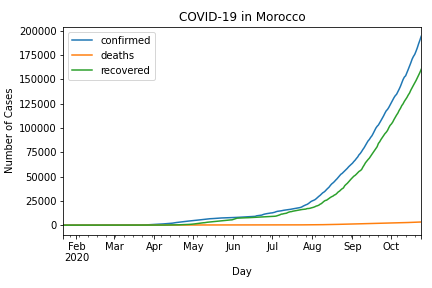 COVID-19 in Morocco
confirmed
deaths
recovered
Number of Cases
200000
175000
150000
125000
100000
75000
50000
25000
0
Feb Mar Apr May Jun Jul Aug Sep Oct
2020
Day